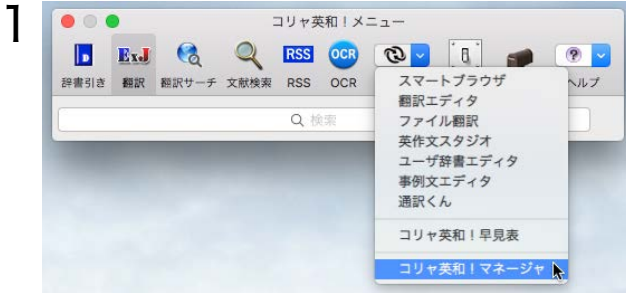 1
コリャ英和！メニュー
辞書引き 翻訳 翻訳サーチ 文献検索 RSS OCR ヘルプ
検索
スマートブラウザ
翻訳エディタ
ファイル翻訳
英作文スタジオ
ユーザ辞書エディタ
事例文エディタ
通訳くん
コリャ英和！早見表
コリャ英和！マネージャ